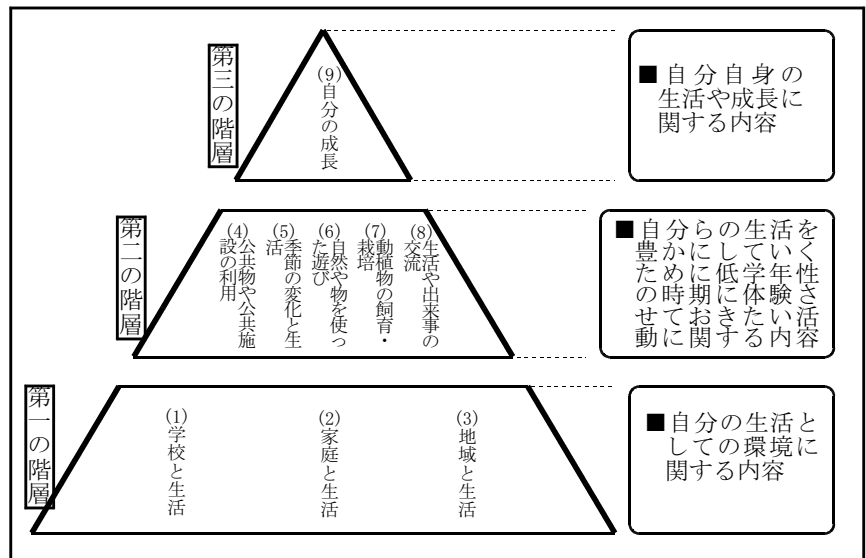 第三の階層
(9)自分の成長
■自分自身の
生活や成長に
関する内容
第二の階層
(4)公共物や公共施
設の利用
(5)季節の変化と生
活
(6)自然や物を使っ
た遊び
(7)動植物の飼育・
栽培
(8)生活や出来事の
交流
■自分らの生活を
豊かにしていく
ために低学年性
の時期に体験さ
せておきたい活
動に関する内容
第一の階層
(1)学校と生活
(2)家庭と生活
(3)地域と生活
■自分の生活と
しての環境に
関する内容